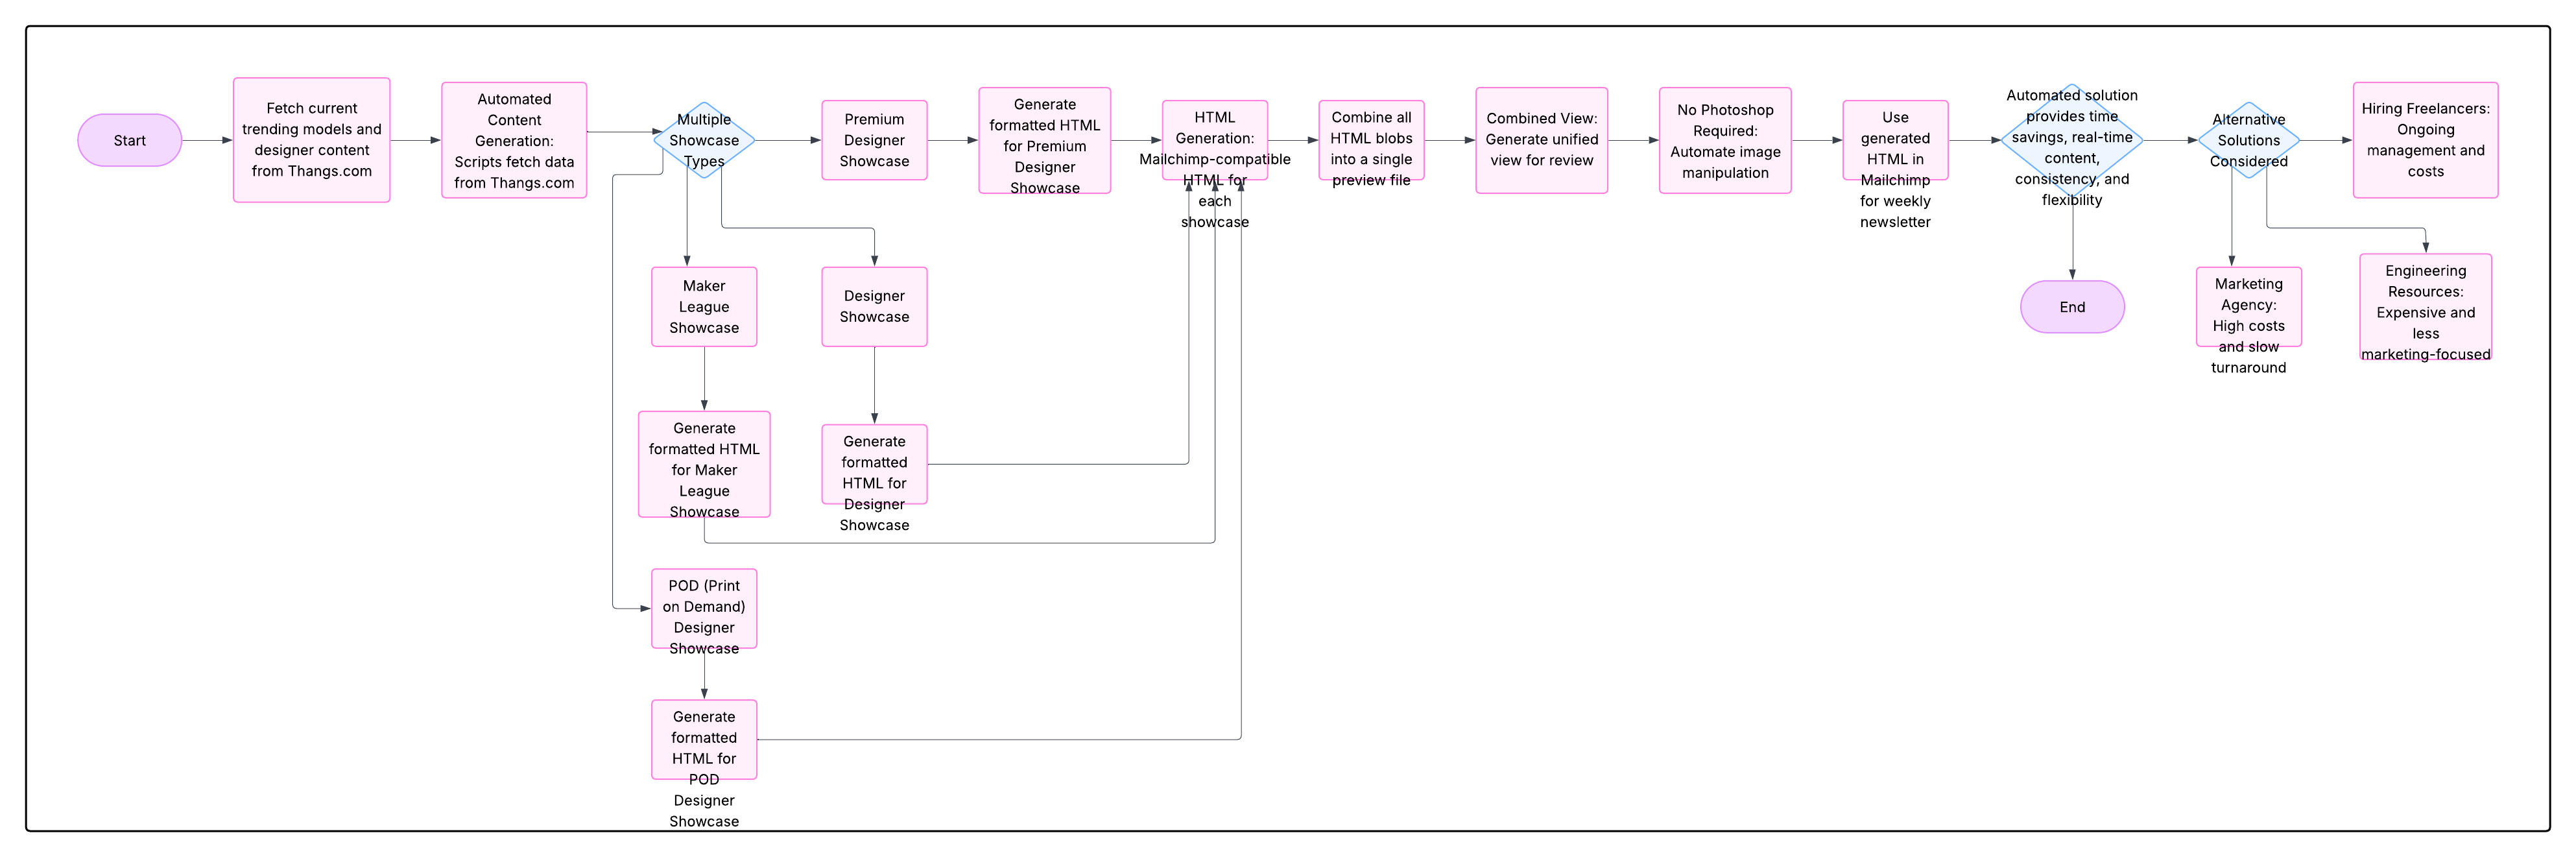 Start
Fetch current
trending models and
designer content
from Thangs.com
Automated
Content
Generation:
Scripts fetch data
from Thangs.com
Multiple
Showcase
Types
Premium
Designer
Showcase
Generate
formatted HTML
for Premium
Designer
Showcase
HTML
Generation:
Mailchimp-compatible
HTML for
each
showcase
Combine all
HTML blobs
into a single
preview file
Combined View:
Generate unified
view for review
No Photoshop
Required:
Automate image
manipulation
Use
generated
HTML in
Mailchimp
for weekly
newsletter
Automated solution
provides time
savings, real-time
content,
consistency, and
flexibility
Alternative
Solutions
Considered
Hiring Freelancers:
Ongoing
management and
costs
Maker
League
Showcase
Designer
Showcase
End
Marketing
Agency:
High costs
and slow
turnaround
Engineering
Resources:
Expensive and
less
marketing-focused
Generate
formatted HTML
for Maker
League
Showcase
Generate
formatted
HTML for
Designer
Showcase
POD (Print
on Demand)
Designer
Showcase
Generate
formatted
HTML for
POD
Designer
Showcase